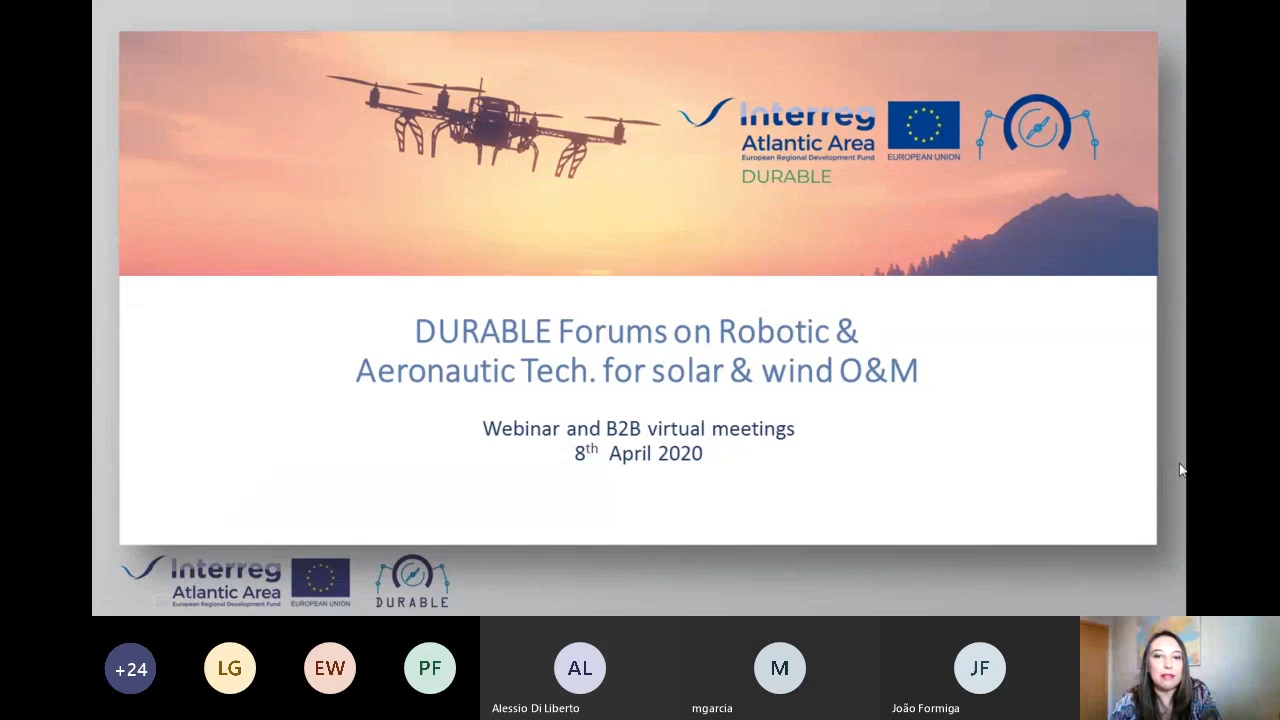 Interreg
Atlantic Area
European Regional Development Fund
EUROPEAN UNION
DURABLE
DURABLE Forums on Robotic &
Aeronautic Tech. for solar & wind O&M
Webinar and B2B virtual meetings
8th April 2020
Interreg
Atlantic Area
European Regional Development Fund
EUROPEAN UNION
DURABLE
+24
LG
EW
PF
AL
M
JF
Alessio Di Liberto
mgarcia
João Formiga